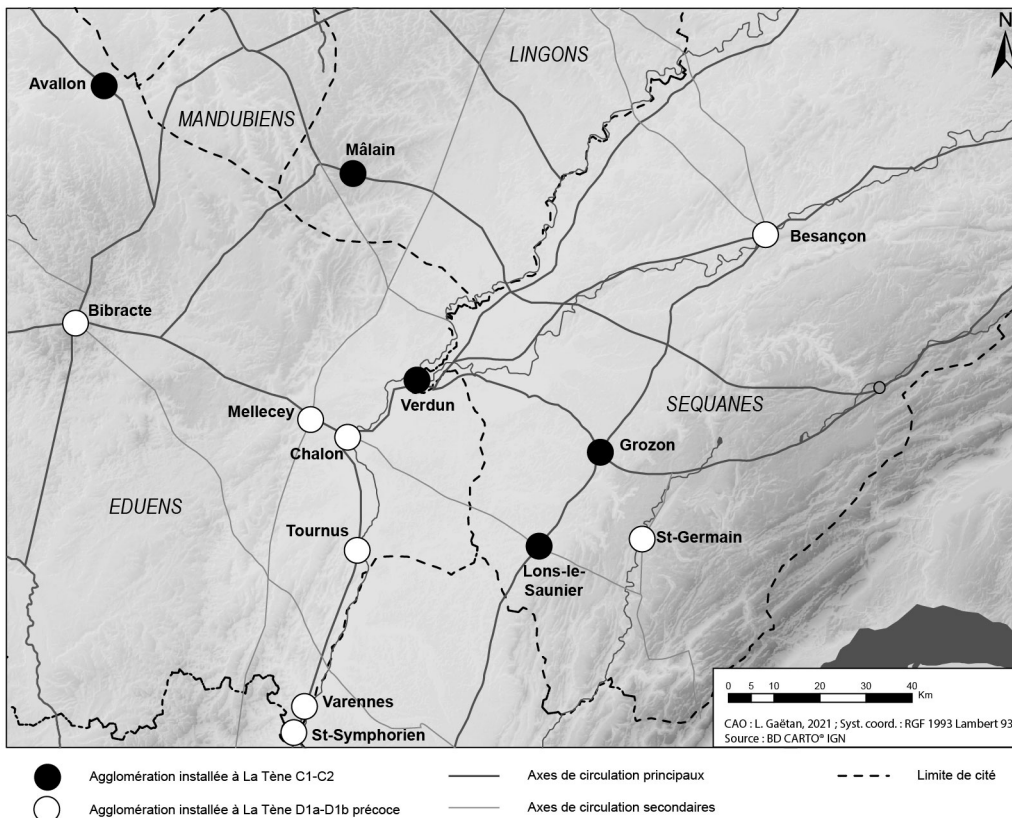 N
LINGONS
Avallon
MANDUBIENS
Mâlain
Besançon
Bibracte
Verdun
Mellecey
SEQUANES
Chalon
Grozon
EDUENS
Tournus
St-Germain
Lons-le-
Saunier
Varennes
St-Symphorien
0 5 10 20 30 40
Km
CAO : L. Gaëtan, 2021 ; Syst. coord. : RGF 1993 Lambert 93
Source : BD CARTO® IGN
Agglomération installée à La Tène C1-C2
Axes de circulation principaux
Limite de cité
Agglomération installée à La Tène D1a-D1b précoce
Axes de circulation secondaires